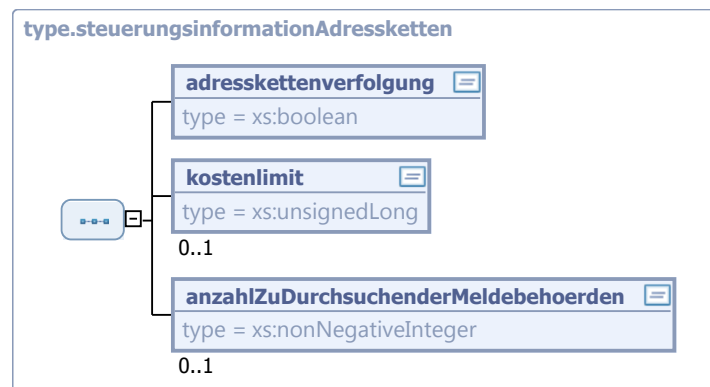 type.steuerungsinformationAdressketten
adresskettenverfolgung
type = xs:boolean
kostenlimit
type = xs:unsignedLong
0..1
anzahlZuDurchsuchenderMeldebehoerden
type = xs:nonNegativeInteger
0..1